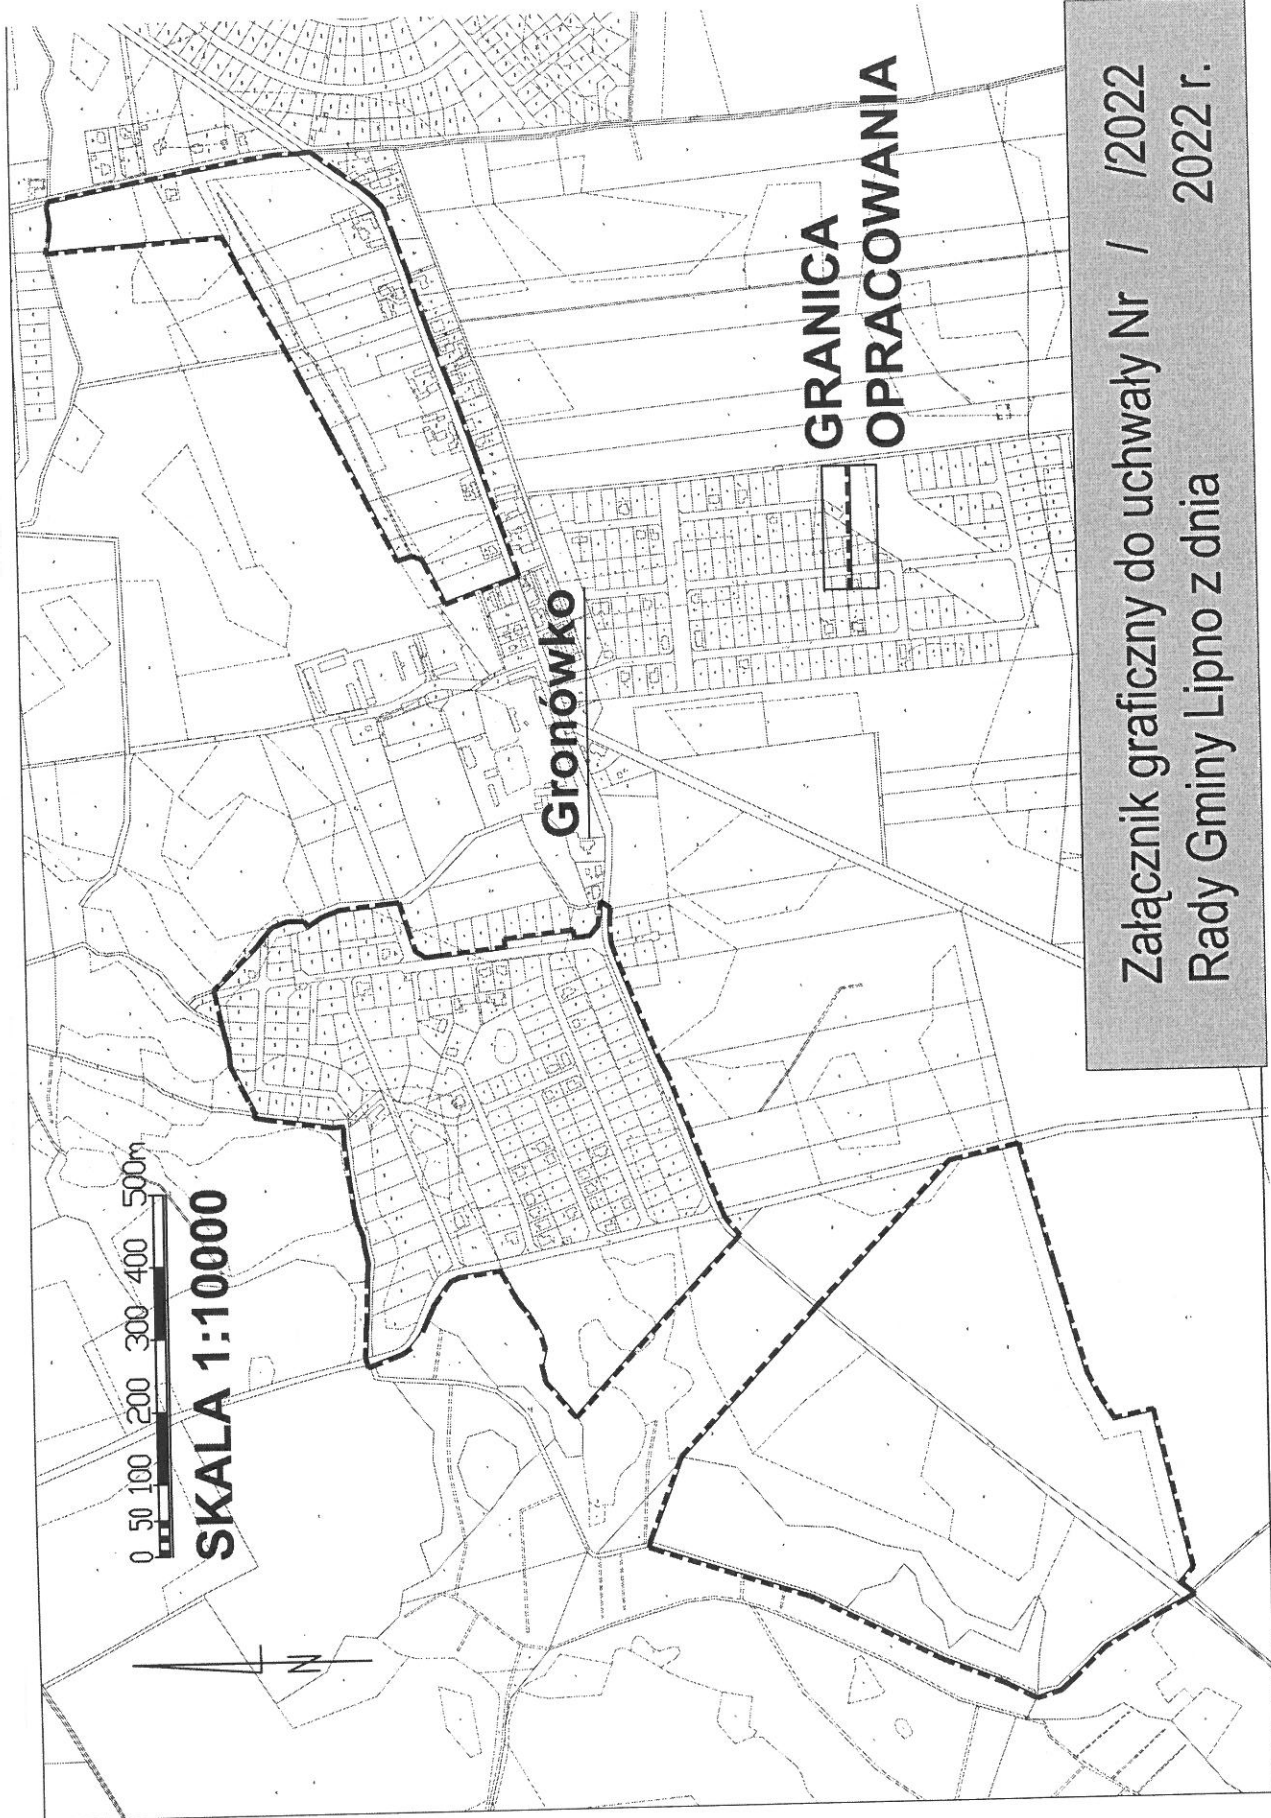 0 50 100 200 300 400 500m
SKALA 1:10000
N
Gronówko
GRANICA
OPRACOWANIA
Załącznik graficzny do uchwały Nr / /2022
Rady Gminy Lipno z dnia 2022 r.